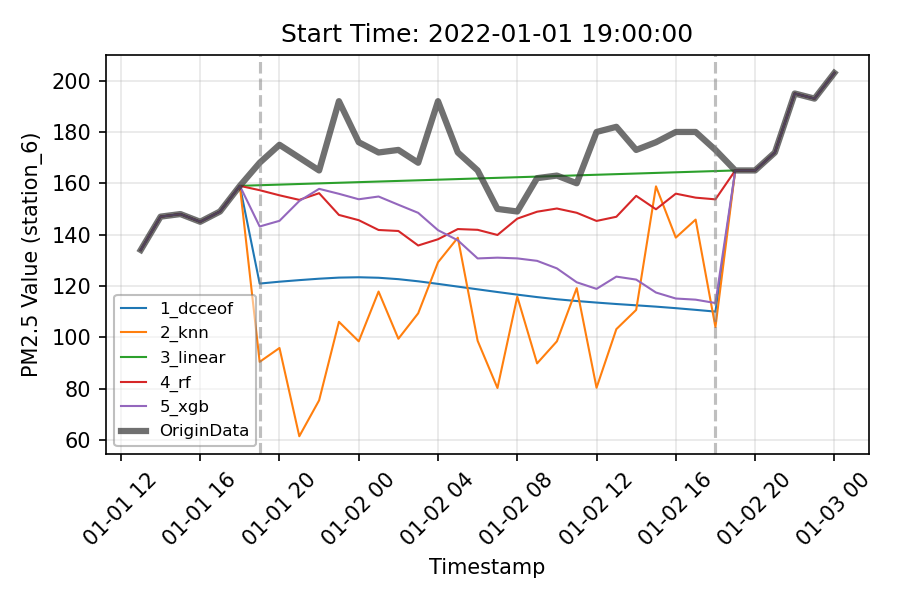 Start Time: 2022-01-01 19:00:00
PM2.5 Value (station_6)
200
180
160
140
120
100
80
60
1_dcceof
2_knn
3_linear
4_rf
5_xgb
OriginData
01-01 12
01-01 16
01-01 20
01-02 00
01-02 04
01-02 08
01-02 12
01-02 16
01-02 20
01-03 00
Timestamp